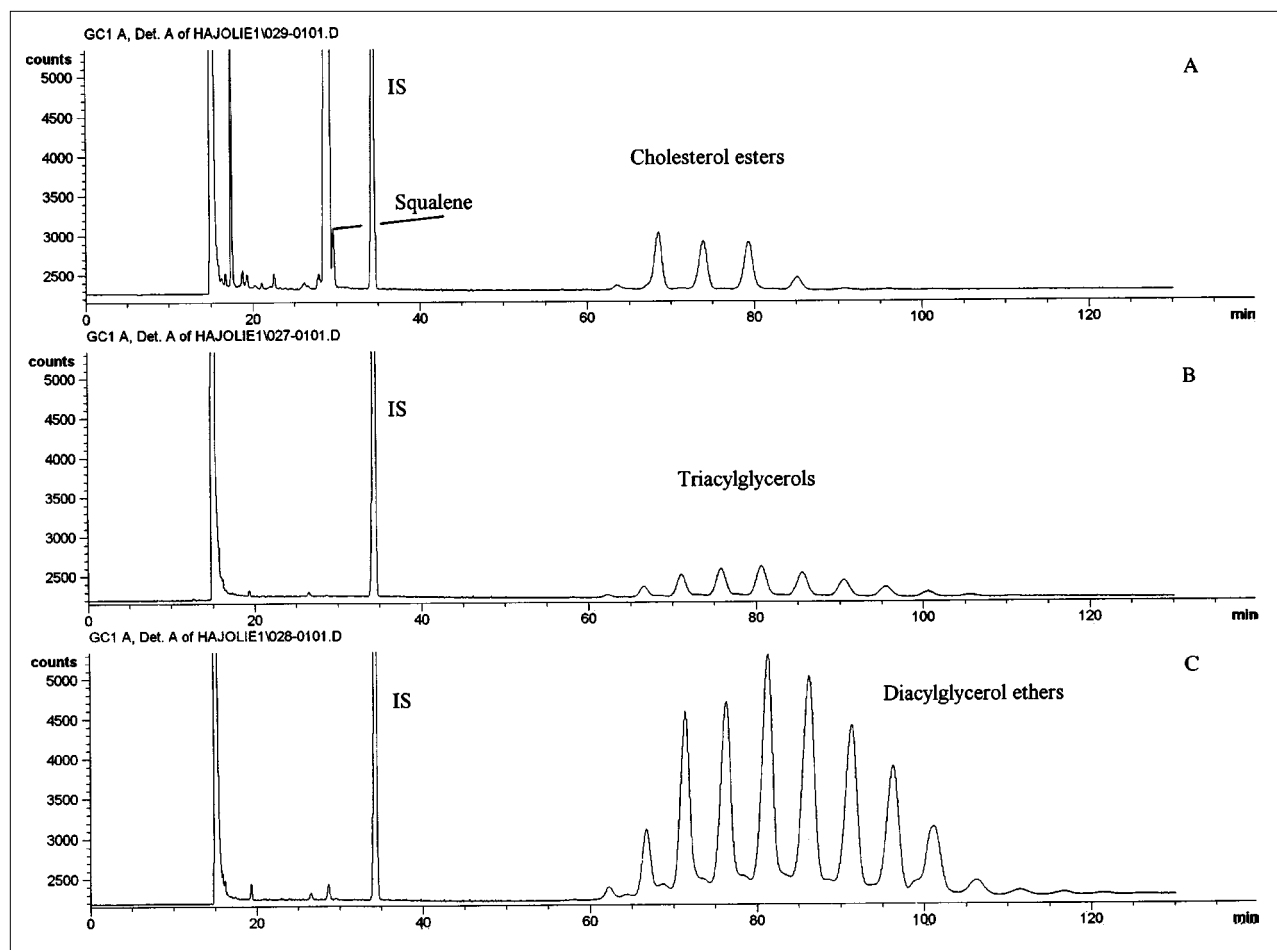 GC1 A, Det. A of HAJOLIE1\029-0101.D
counts
A
IS
5000
4500
4000
Cholesterol esters
3500
Squalene
3000
2500
0 20 40 60 80 100 120 min
GC1 A, Det. A of HAJOLIE1\027-0101.D
counts
B
5000
IS
4500
4000
Triacylglycerols
3500
3000
2500
0 20 40 60 80 100 120 min
GC1 A, Det. A of HAJOLIE1\028-0101.D
counts
C
5000
IS
Diacylglycerol ethers
4500
4000
3500
3000
2500
0 20 40 60 80 100 120 min